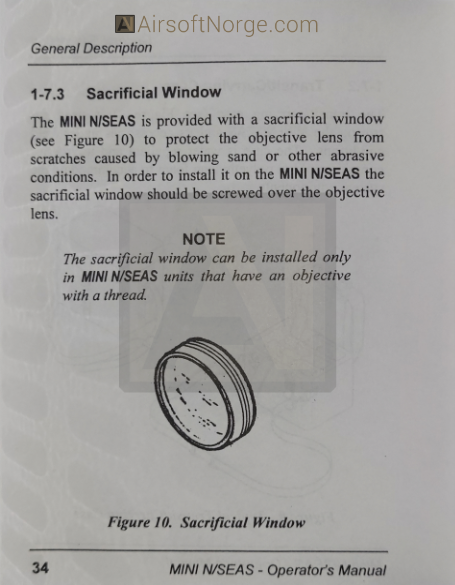 AirsoftNorge.com
General Description
1-7.3 Sacrificial Window
The MINI N/SEAS is provided with a sacrificial window
(see Figure 10) to protect the objective lens from
scratches caused by blowing sand or other abrasive
conditions. In order to install it on the MINI N/SEAS the
sacrificial window should be screwed over the objective
lens.
NOTE
The sacrificial window can be installed only
in MINI N/SEAS units that have an objective
with a thread.
Figure 10. Sacrificial Window
34 MINI N/SEAS - Operator's Manual